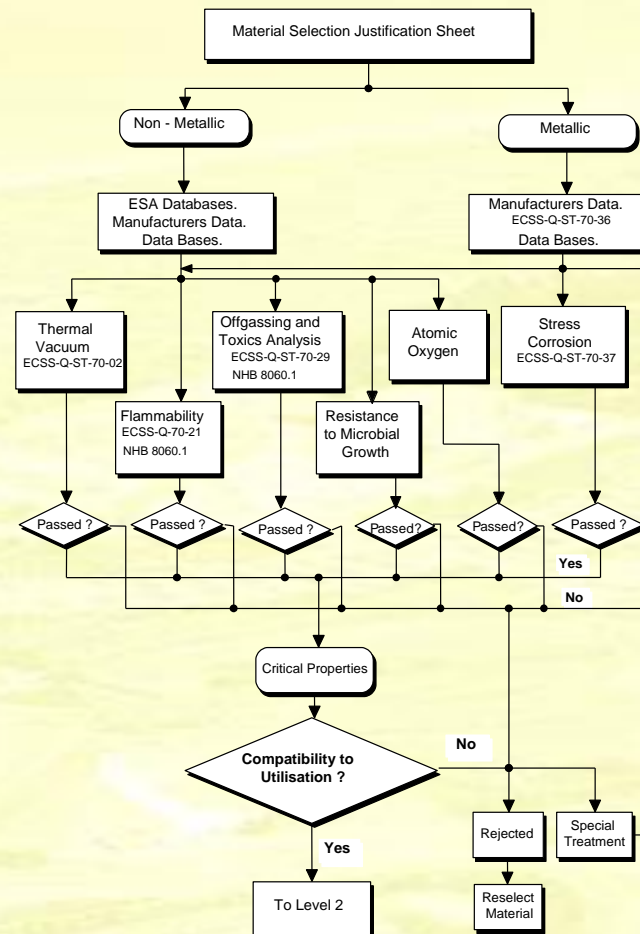 Material Selection Justification Sheet
Non - Metallic
Metallic
ESA Databases.
Manufacturers Data.
Data Bases.
Manufacturers Data.
ECSS-Q-ST-70-36
Data Bases.
Thermal
Vacuum
ECSS-Q-ST-70-02
Flammability
ECSS-Q-70-21
NHB 8060.1
Offgassing and
Toxics Analysis
ECSS-Q-ST-70-29
NHB 8060.1
Resistance
to Microbial
Growth
Atomic
Oxygen
Stress
Corrosion
ECSS-Q-ST-70-37
Passed ?
Passed ?
Passed ?
Passed?
Passed?
Passed ?
Yes
No
Critical Properties
Compatibility to
Utilisation ?
No
Yes
Rejected
Special
Treatment
To Level 2
Reselect
Material